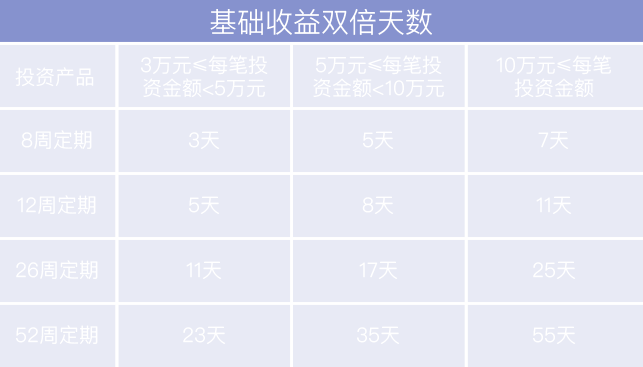 基础收益双倍天数
投资产品
3万元≤每笔投
资金额<5万元
5万元≤每笔投
资金额<10万元
10万元≤每笔
投资金额
8周定期
3天
5天
7天
12周定期
5天
8天
11天
26周定期
11天
17天
25天
52周定期
23天
35天
55天